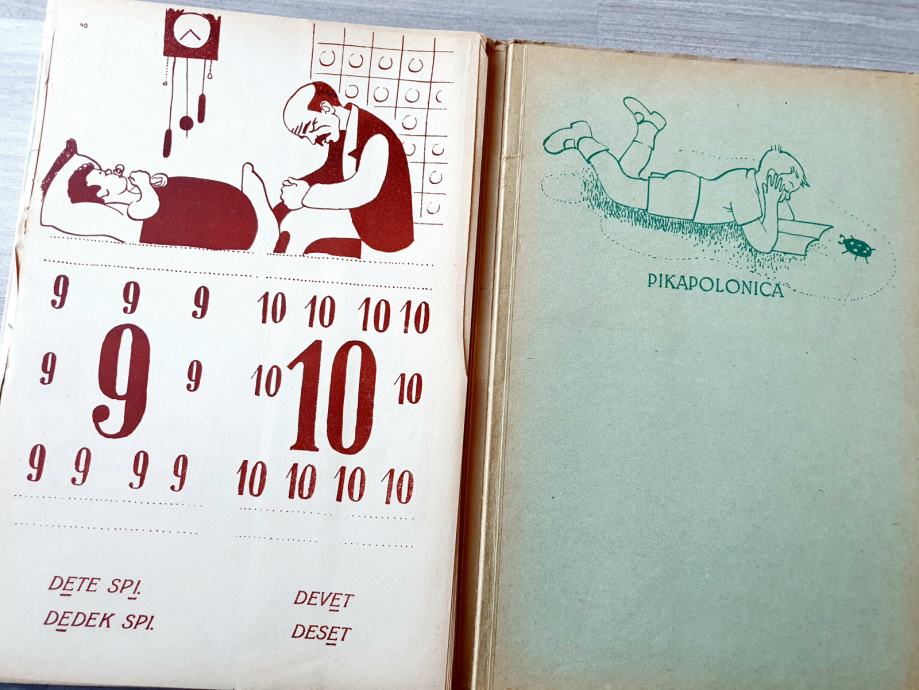 40
9 9 9 10 10 10 10
9 9 9 10 10 10
9 9 9 9 10 10 10 10
DETE SPI.
DEDEK SPI.
DEVET
DESET
PIKAPOLONICA